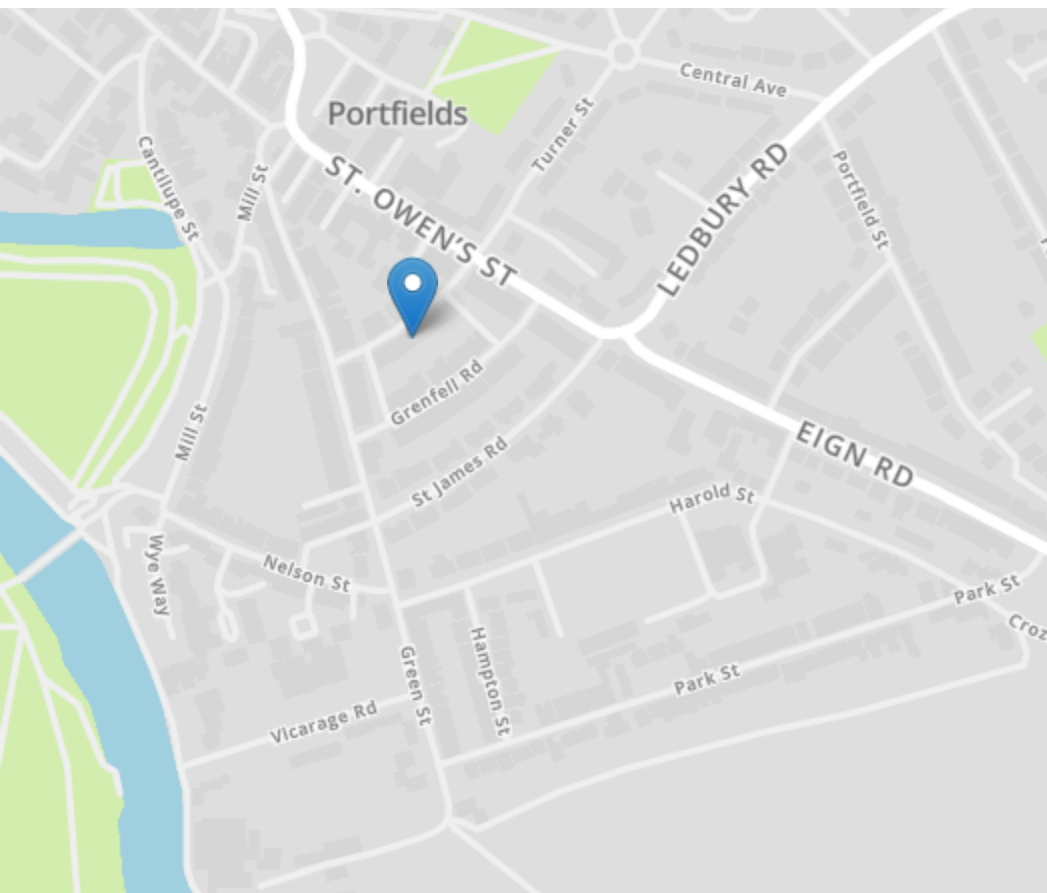 Central Ave
Portfields
Turner St
Cantilupe St
Mill St
ST. OWEN'S ST
LEDBURY RD
Portfield St
Grenfell Rd
Mill St
St James Rd
EIGN RD
Harold St
Wye Way
Nelson St
Park St
Croz
Hampton St
Green St
Park St
Vicarage Rd